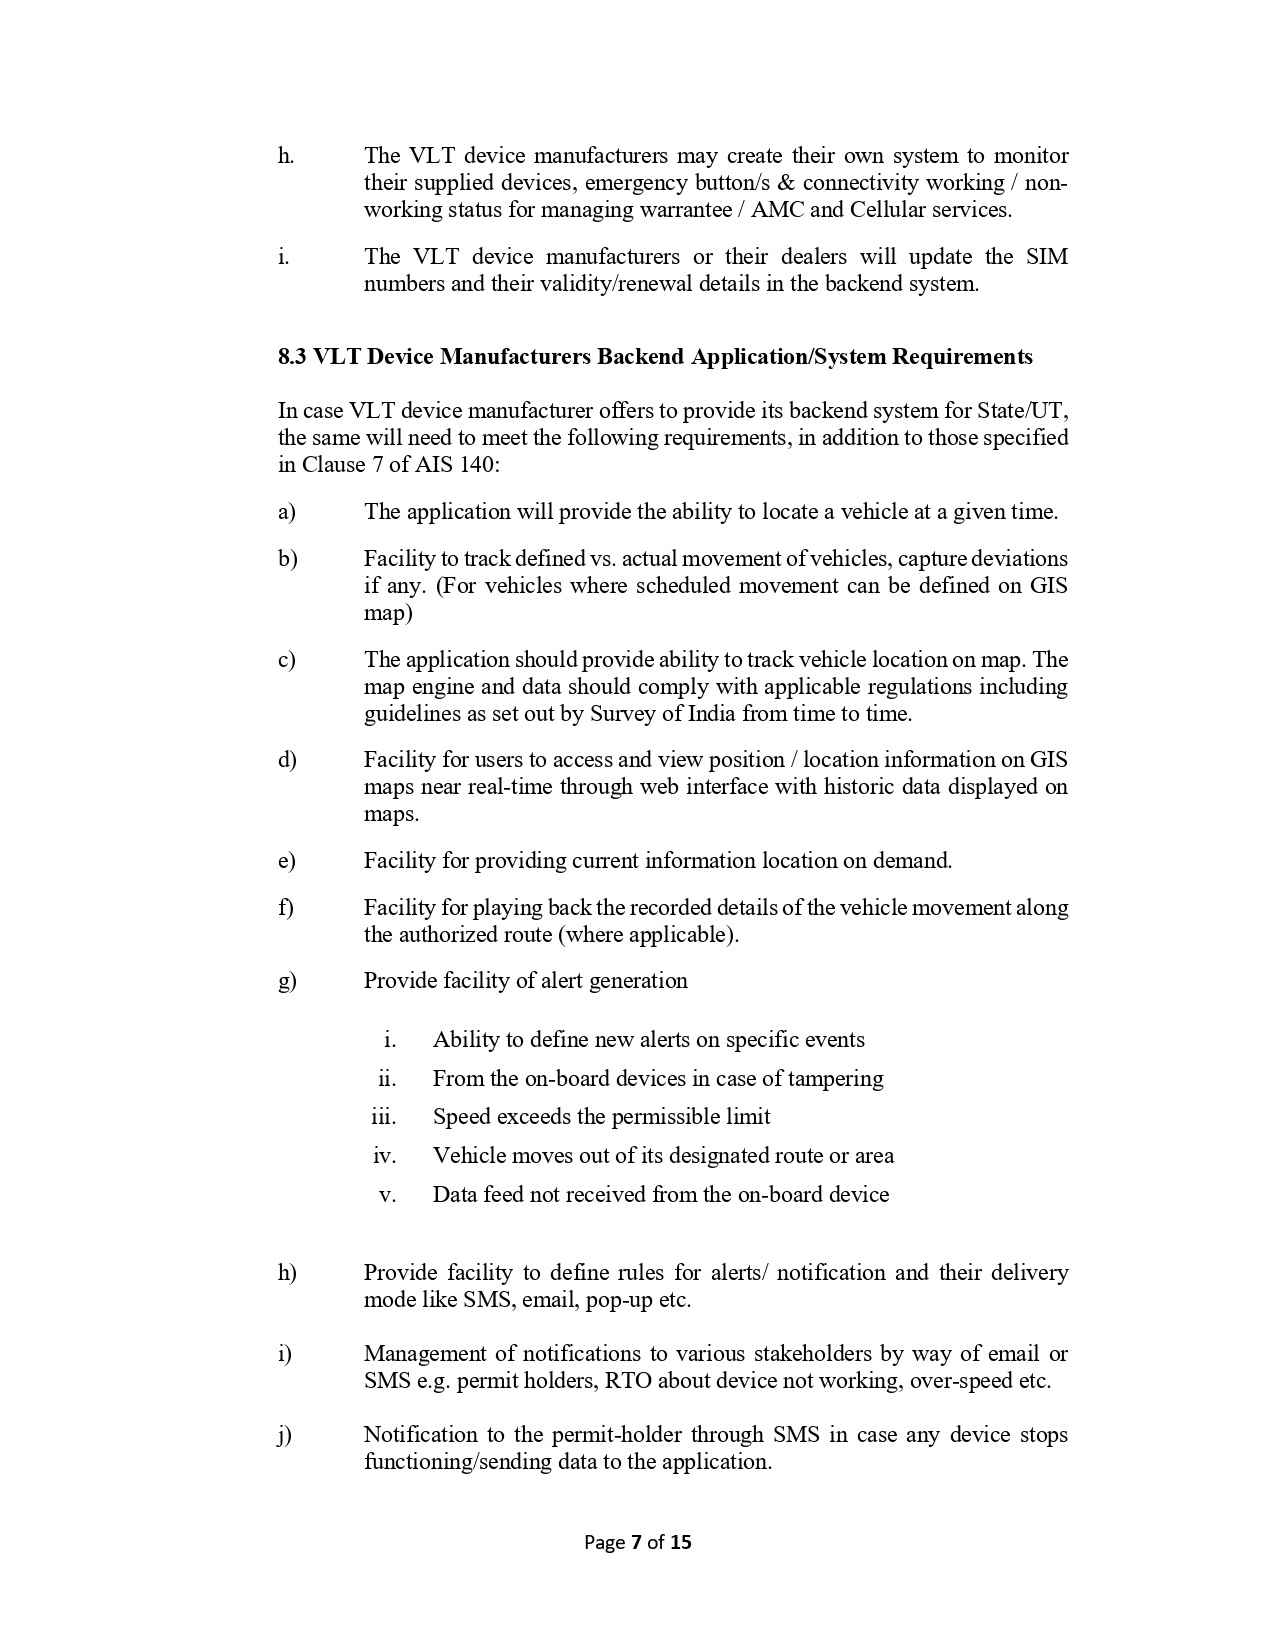 h. The VLT device manufacturers may create their own system to monitor
their supplied devices, emergency button/s & connectivity working / non-
working status for managing warrantee / AMC and Cellular services.
i. The VLT device manufacturers or their dealers will update the SIM
numbers and their validity/renewal details in the backend system.
8.3 VLT Device Manufacturers Backend Application/System Requirements
In case VLT device manufacturer offers to provide its backend system for State/UT,
the same will need to meet the following requirements, in addition to those specified
in Clause 7 of AIS 140:
a) The application will provide the ability to locate a vehicle at a given time.
b) Facility to track defined vs. actual movement of vehicles, capture deviations
if any. (For vehicles where scheduled movement can be defined on GIS
map)
c) The application should provide ability to track vehicle location on map. The
map engine and data should comply with applicable regulations including
guidelines as set out by Survey of India from time to time.
d) Facility for users to access and view position / location information on GIS
maps near real-time through web interface with historic data displayed on
maps.
e) Facility for providing current information location on demand.
f) Facility for playing back the recorded details of the vehicle movement along
the authorized route (where applicable).
g) Provide facility of alert generation
i. Ability to define new alerts on specific events
ii. From the on-board devices in case of tampering
iii. Speed exceeds the permissible limit
iv. Vehicle moves out of its designated route or area
v. Data feed not received from the on-board device
h) Provide facility to define rules for alerts/ notification and their delivery
mode like SMS, email, pop-up etc.
i) Management of notifications to various stakeholders by way of email or
SMS e.g. permit holders, RTO about device not working, over-speed etc.
j) Notification to the permit-holder through SMS in case any device stops
functioning/sending data to the application.
Page 7 of 15